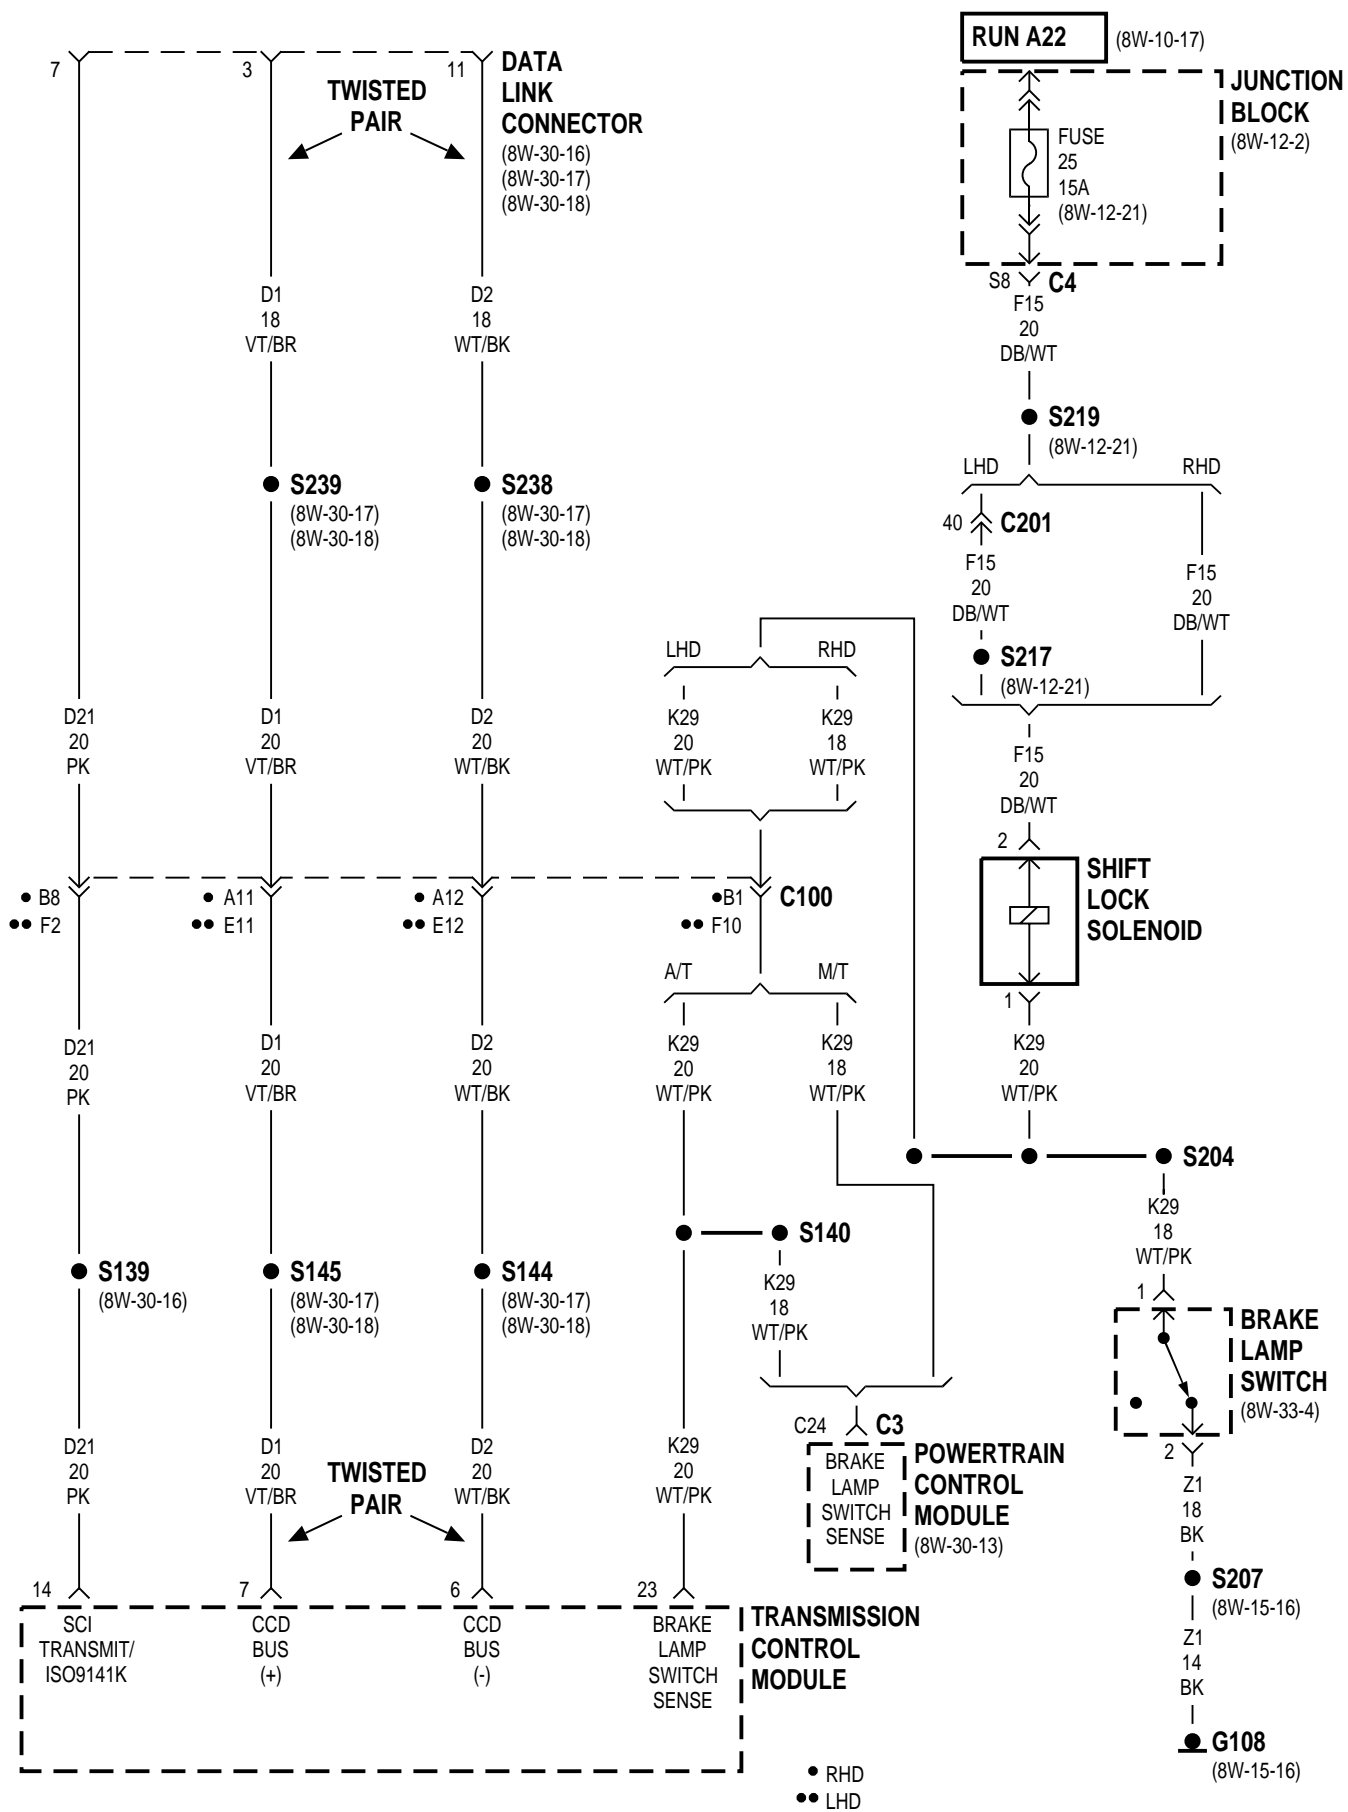 RUN A22
(8W-10-17)
7
3
11
DATA
LINK
CONNECTOR
(8W-30-16)
(8W-30-17)
(8W-30-18)
TWISTED
PAIR
JUNCTION
BLOCK
(8W-12-2)
FUSE
25
15A
(8W-12-21)
S8
C4
F15
20
DB/WT
D1
18
VT/BR
D2
18
WT/BK
S219
(8W-12-21)
LHD
RHD
S239
(8W-30-17)
(8W-30-18)
S238
(8W-30-17)
(8W-30-18)
40
C201
F15
20
DB/WT
F15
20
DB/WT
S217
(8W-12-21)
LHD
RHD
D21
20
PK
D1
20
VT/BR
D2
20
WT/BK
K29
20
WT/PK
K29
18
WT/PK
F15
20
DB/WT
2
SHIFT
LOCK
SOLENOID
1
• B8
•• F2
• A11
•• E11
• A12
•• E12
•B1
•• F10
C100
A/T
M/T
D21
20
PK
D1
20
VT/BR
D2
20
WT/BK
K29
20
WT/PK
K29
18
WT/PK
K29
20
WT/PK
S204
K29
18
WT/PK
S140
K29
18
WT/PK
S139
(8W-30-16)
S145
(8W-30-17)
(8W-30-18)
S144
(8W-30-17)
(8W-30-18)
1
BRAKE
LAMP
SWITCH
(8W-33-4)
2
C24
C3
BRAKE
LAMP
SWITCH
SENSE
POWERTRAIN
CONTROL
MODULE
(8W-30-13)
D21
20
PK
D1
20
VT/BR
TWISTED
PAIR
D2
20
WT/BK
K29
20
WT/PK
Z1
18
BK
S207
(8W-15-16)
Z1
14
BK
G108
(8W-15-16)
14
7
6
23
SCI
TRANSMIT/
ISO9141K
CCD
BUS
(+)
CCD
BUS
(-)
BRAKE
LAMP
SWITCH
SENSE
TRANSMISSION
CONTROL
MODULE
• RHD
•• LHD